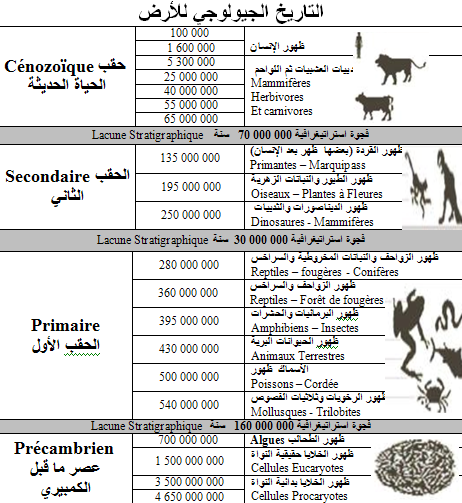 التاريخ الجيولوجي للأرض
Cénozoïque حقب
الحياة الحديثة
100 000
1 600 000
5 300 000
25 000 000
40 000 000
55 000 000
65 000 000
ظهور الإنسان
ثدييات العشبيات ثم اللواحم
Mammifères
Herbivores
Et carnivores
Lacune Stratigraphique فجوة استراتيغرافية 70 000 000 سنة
Secondaire الحقب
الثاني
135 000 000
ظهور القردة (بعضها ظهر بعد الإنسان)
Primantes – Marquipass
195 000 000
ظهور الطيور والنباتات الزهرية
Oiseaux – Plantes à Fleures
250 000 000
ظهور الديناصورات والثدييات
Dinosaures - Mammifères
Lacune Stratigraphique فجوة استراتيغرافية 30 000 000 سنة
Primaire
الحقب الأول
280 000 000
ظهور الزواحف والنباتات المخروطية والسراخس
Reptiles – fougères - Conifères
360 000 000
ظهور الزواحف والسراخس
Reptiles – Forêt de fougères
395 000 000
ظهور البرمائيات والحشرات
Amphibiens – Insectes
430 000 000
ظهور الحيوانات البرية
Animaux Terrestres
500 000 000
الأسماك ظهور
Poissons – Cordée
540 000 000
ظهور الرخويات وثلاثيات الفصوص
Mollusques - Trilobites
Lacune Stratigraphique فجوة استراتيغرافية 160 000 000 سنة
Précambrien
عصر ما قبل
الكمبيري
700 000 000
Algues ظهور الطحالب
1 500 000 000
ظهور الخلايا حقيقية النواة
Cellules Eucaryotes
3 500 000 000
4 650 000 000
ظهور الخلايا بدائية النواة
Cellules Procaryotes